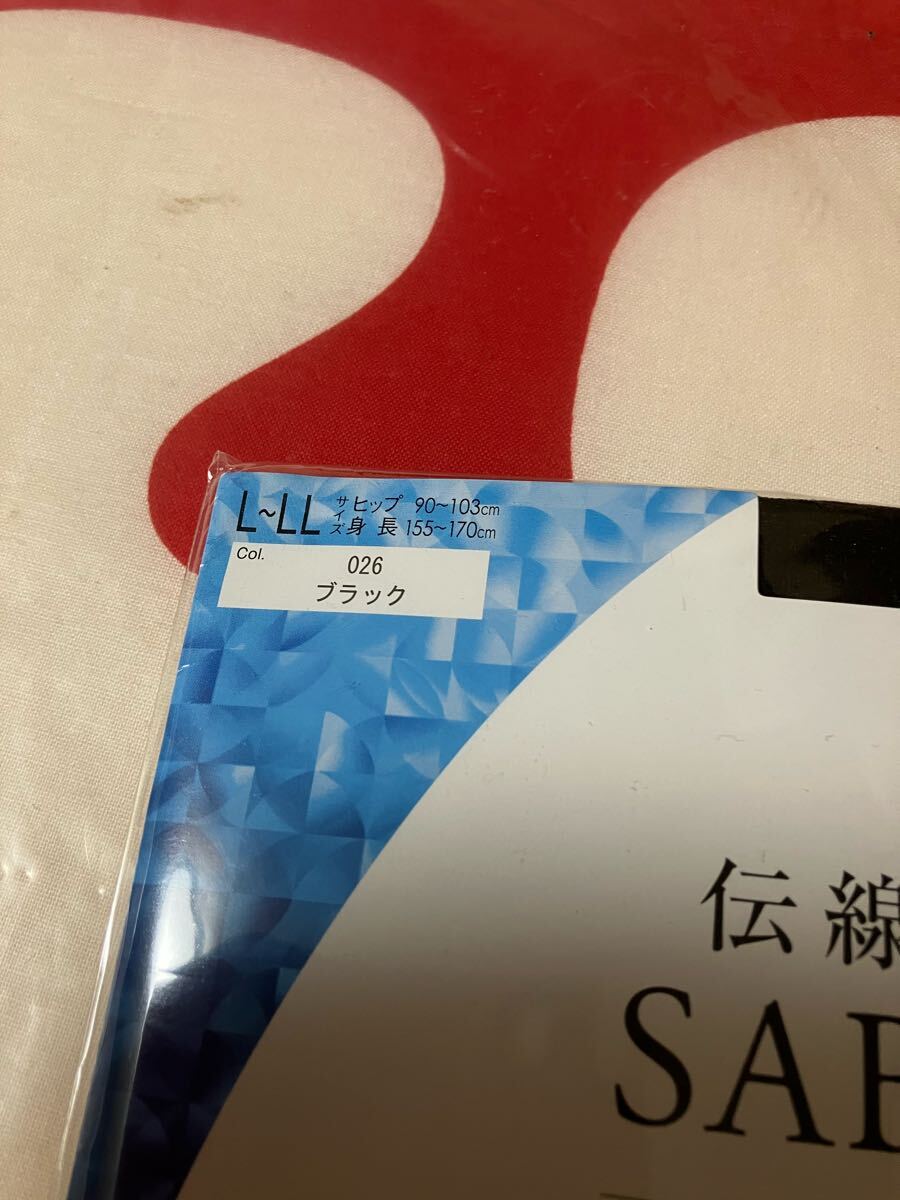 L~LL サイズ ヒップ 90~103cm
身長 155~170cm
Col. 026
ブラック
伝線